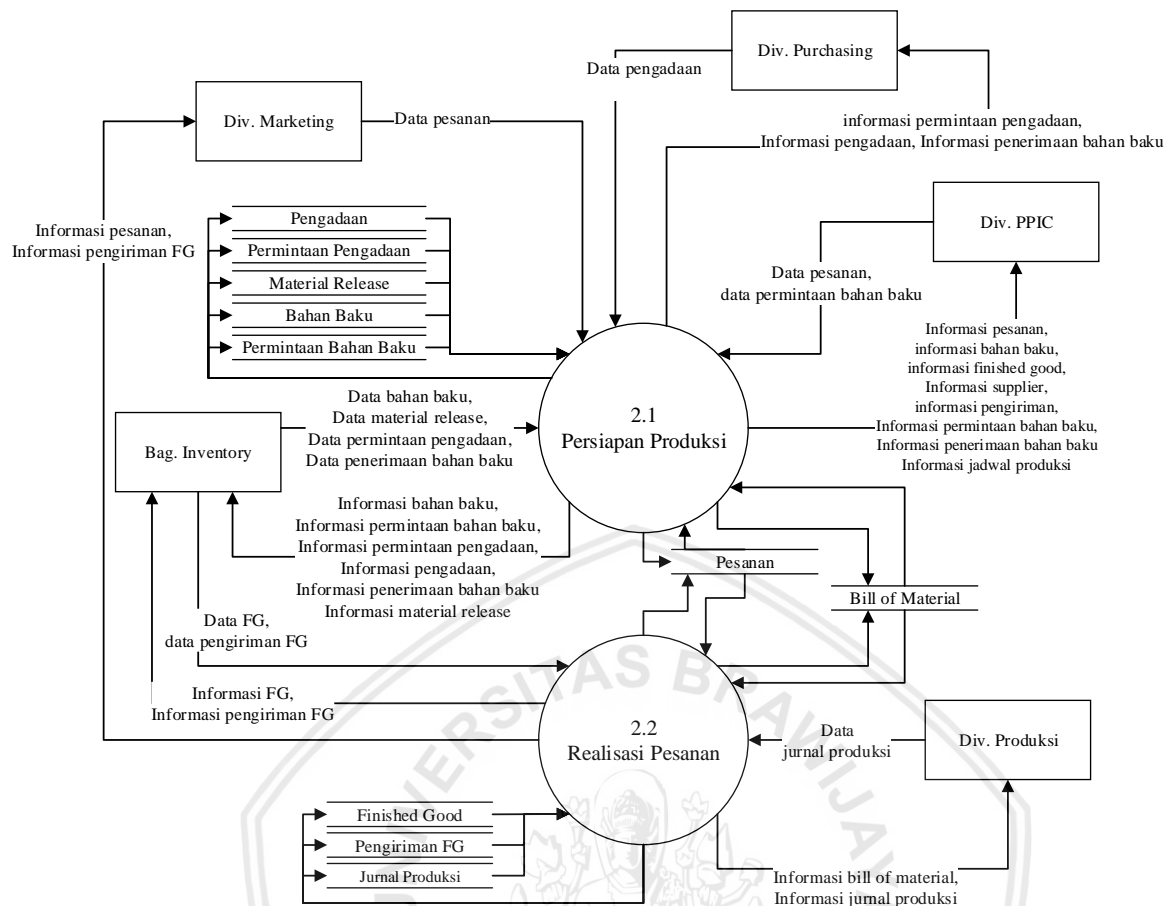 Div. Purchasing
Data pengadaan
Div. Marketing
Data pesanan
informasi permintaan pengadaan,
Informasi pengadaan, Informasi penerimaan bahan baku
Informasi pesanan,
Informasi pengiriman FG
Pengadaan
Permintaan Pengadaan
Material Release
Bahan Baku
Permintaan Bahan Baku
Div. PPIC
Data pesanan,
data permintaan bahan baku
Informasi pesanan,
informasi bahan baku,
informasi finished good,
Informasi supplier,
informasi pengiriman,
Informasi permintaan bahan baku,
Informasi penerimaan bahan baku
Informasi jadwal produksi
2.1
Persiapan Produksi
Data bahan baku,
Data material release,
Data permintaan pengadaan,
Data penerimaan bahan baku
Bag. Inventory
Informasi bahan baku,
Informasi permintaan bahan baku,
Informasi permintaan pengadaan,
Informasi pengadaan,
Informasi penerimaan bahan baku
Informasi material release
Pesanan
Bill of Material
Data FG,
data pengiriman FG
Informasi FG,
Informasi pengiriman FG
2.2
Realisasi Pesanan
Data
jurnal produksi
Div. Produksi
Finished Good
Pengiriman FG
Jurnal Produksi
Informasi bill of material,
Informasi jurnal produksi
UNIVERSITAS BRAWIJAYA